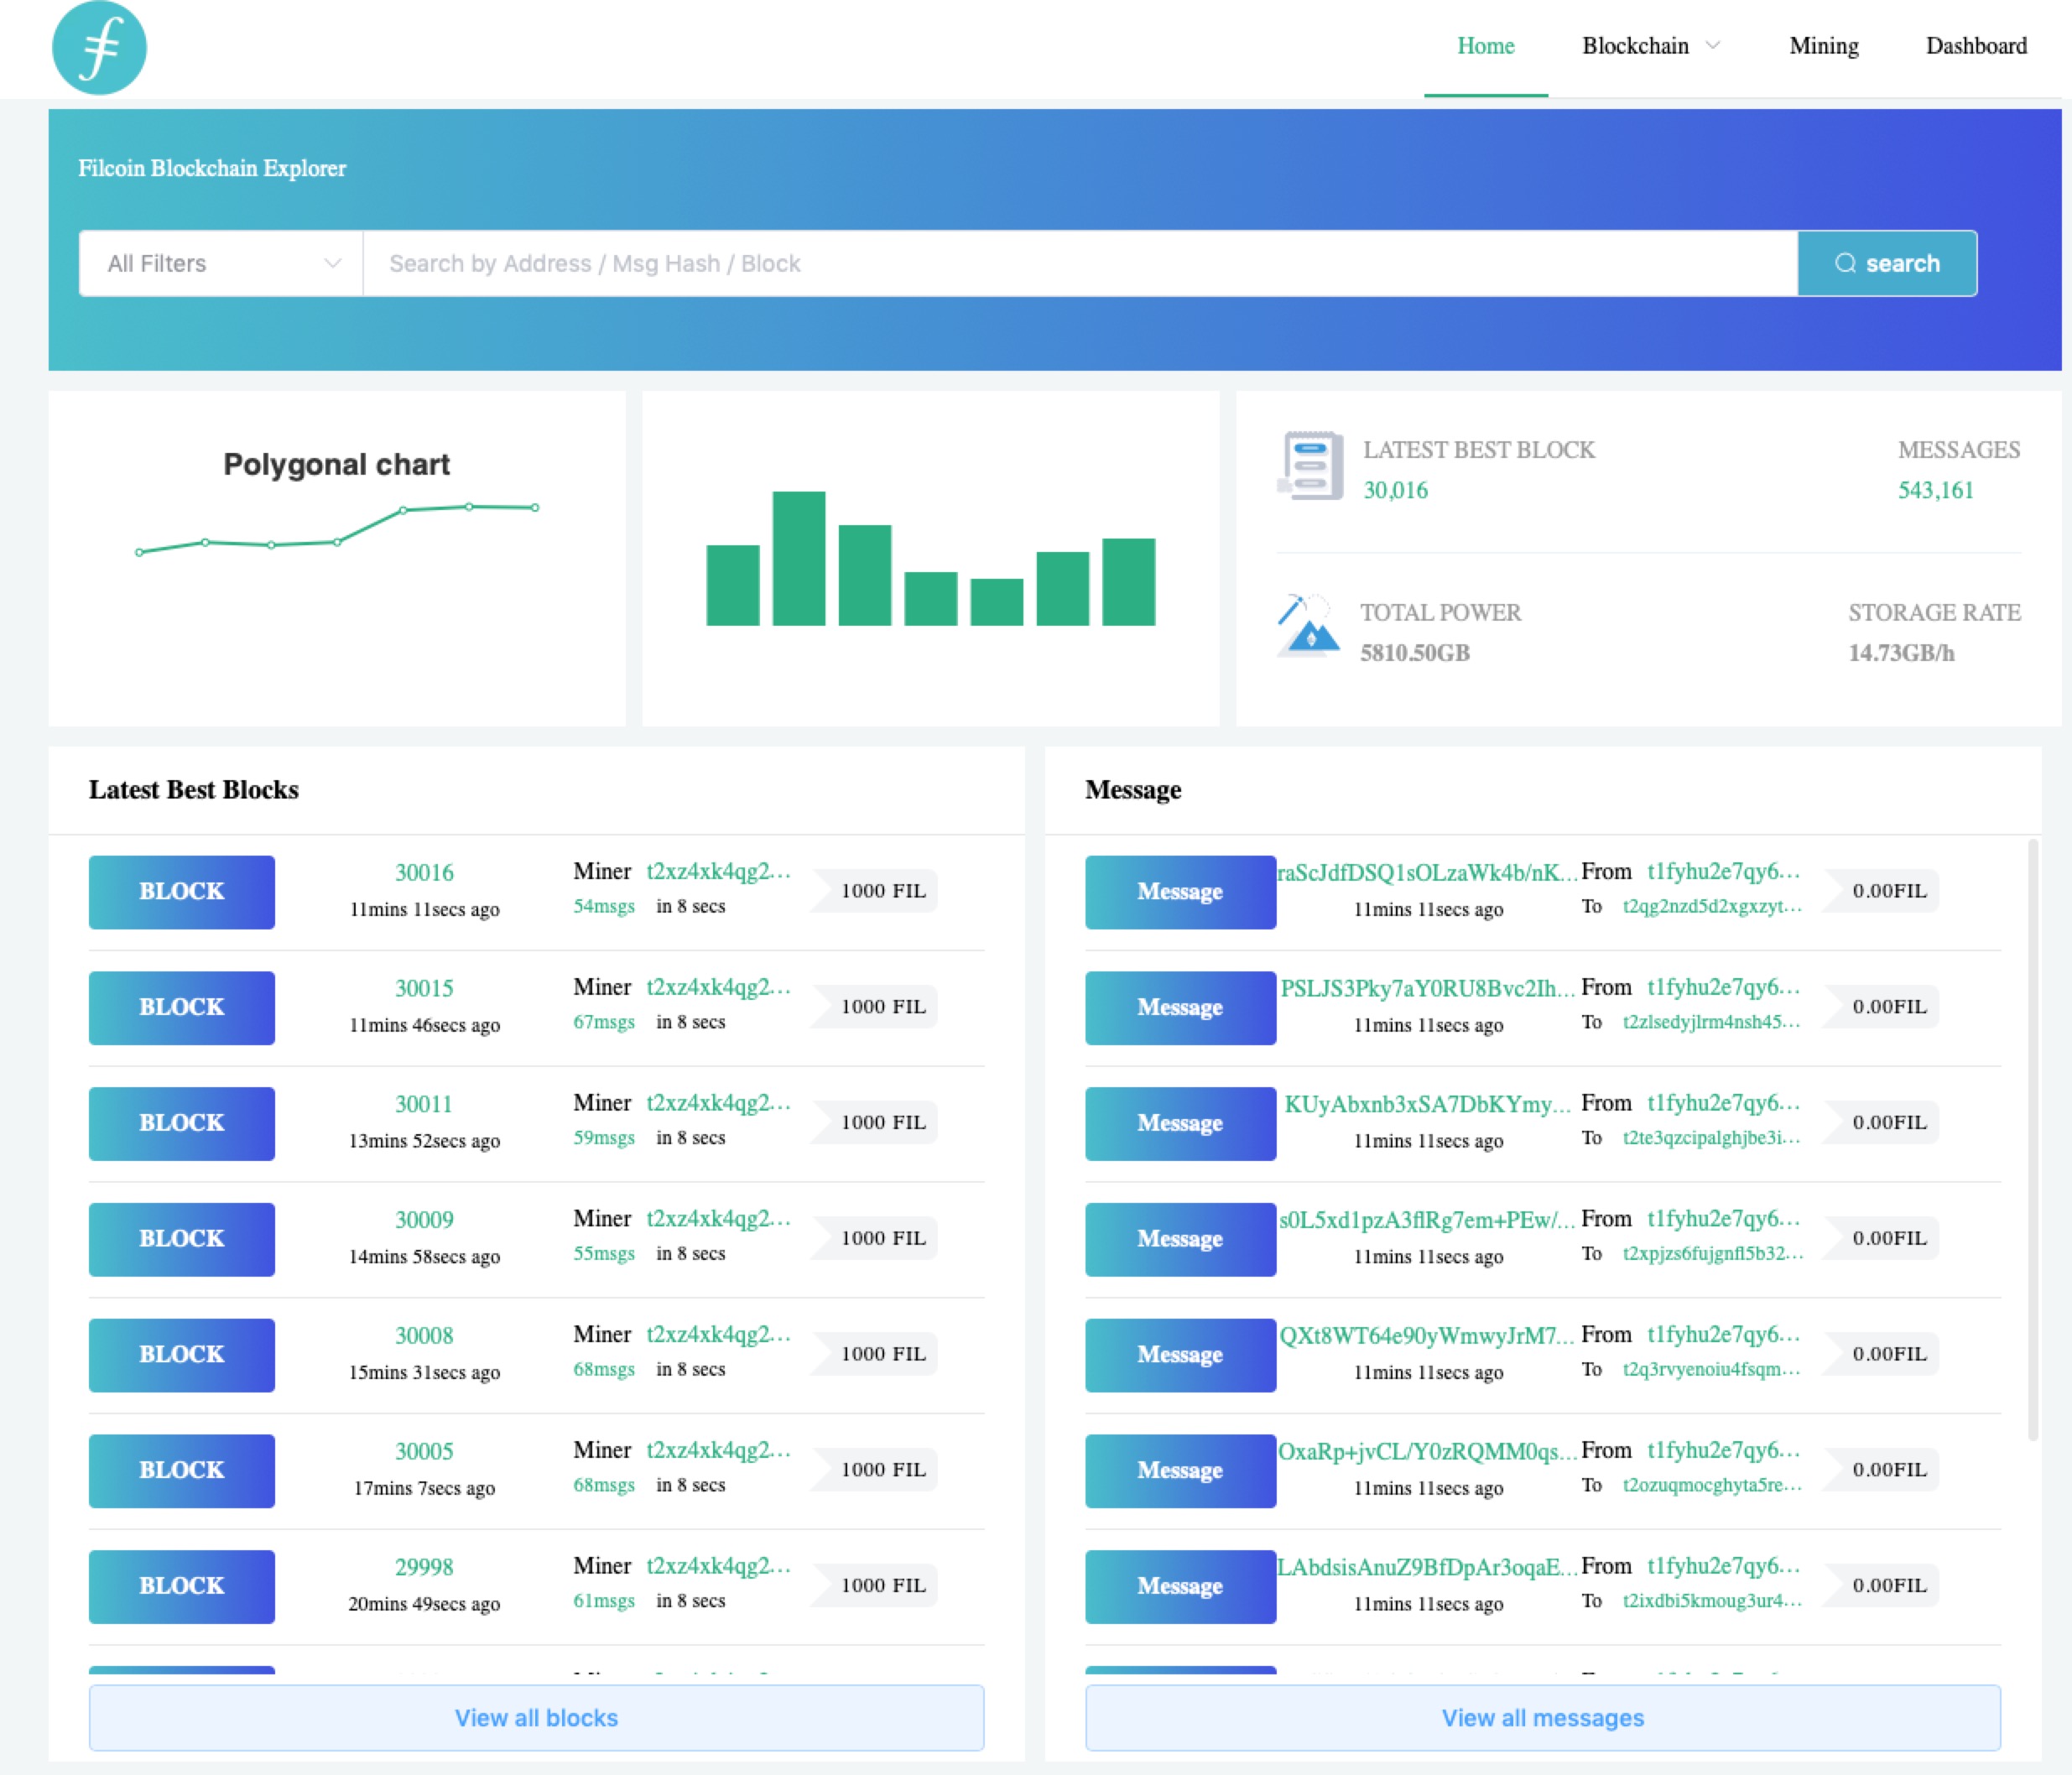 Home Blockchain Mining Dashboard
Filcoin Blockchain Explorer
All Filters Search by Address / Msg Hash / Block search
Polygonal chart
LATEST BEST BLOCK MESSAGES
30,016 543,161
TOTAL POWER STORAGE RATE
5810.50GB 14.73GB/h
Latest Best Blocks
BLOCK 30016 Miner t2xz4xk4qg2... 1000 FIL
11mins 11secs ago 54msgs in 8 secs
BLOCK 30015 Miner t2xz4xk4qg2... 1000 FIL
11mins 46secs ago 67msgs in 8 secs
BLOCK 30011 Miner t2xz4xk4qg2... 1000 FIL
13mins 52secs ago 59msgs in 8 secs
BLOCK 30009 Miner t2xz4xk4qg2... 1000 FIL
14mins 58secs ago 55msgs in 8 secs
BLOCK 30008 Miner t2xz4xk4qg2... 1000 FIL
15mins 31secs ago 68msgs in 8 secs
BLOCK 30005 Miner t2xz4xk4qg2... 1000 FIL
17mins 7secs ago 68msgs in 8 secs
BLOCK 29998 Miner t2xz4xk4qg2... 1000 FIL
20mins 49secs ago 61msgs in 8 secs
View all blocks
Message
Message raScJdfDSQ1sOLzaWk4b/nK... From t1fyhu2e7qy6... 0.00FIL
11mins 11secs ago To t2qg2nzd5d2xgxzyt...
Message PSLJS3Pky7aY0RU8Bvc2Ih... From t1fyhu2e7qy6... 0.00FIL
11mins 11secs ago To t2zlsedyjlrm4nsh45...
Message KUyAbxnb3xSA7DbKYmy... From t1fyhu2e7qy6... 0.00FIL
11mins 11secs ago To t2te3qzcipalghjbe3i...
Message s0L5xd1pzA3flRg7em+PEw/... From t1fyhu2e7qy6... 0.00FIL
11mins 11secs ago To t2xpjzs6fujgnfl5b32...
Message QXt8WT64e90yWmwyJrM7... From t1fyhu2e7qy6... 0.00FIL
11mins 11secs ago To t2q3rvyenoiu4fsqm...
Message OxaRp+jvCL/Y0zRQMM0qs... From t1fyhu2e7qy6... 0.00FIL
11mins 11secs ago To t2ozuqmocghyta5re...
Message LAbdsisAnuZ9BfDpAr3oqaE... From t1fyhu2e7qy6... 0.00FIL
11mins 11secs ago To t2ixdbi5kmoug3ur4...
View all messages